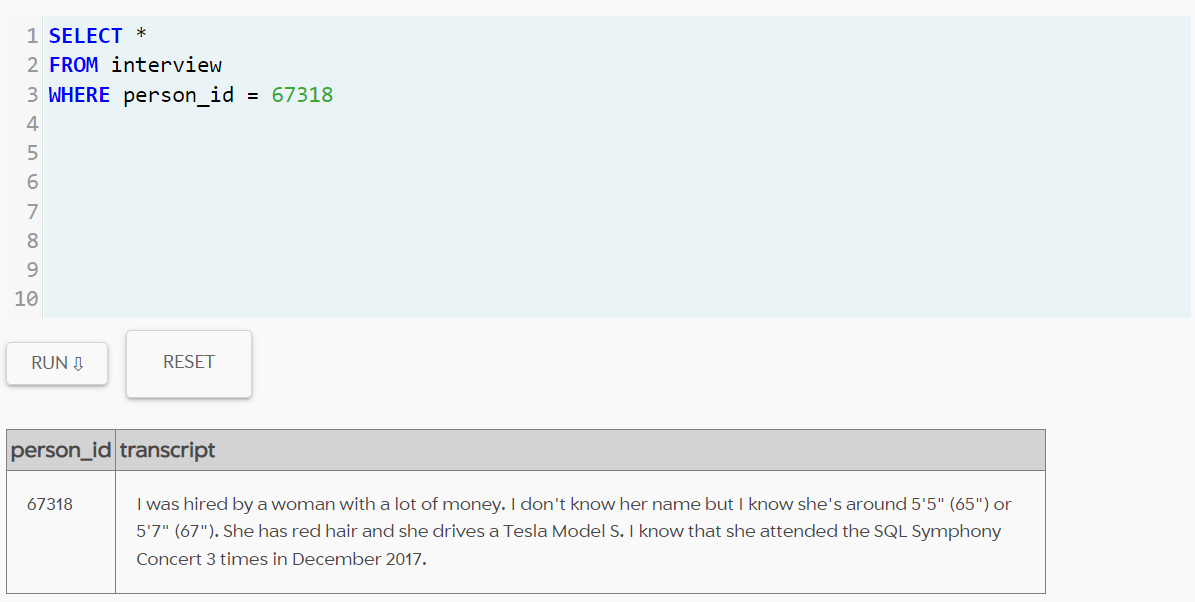 1 SELECT *
2 FROM interview
3 WHERE person_id = 67318
4
5
6
7
8
9
10
RUN ⇩ RESET
person_id transcript
67318 I was hired by a woman with a lot of money. I don't know her name but I know she's around 5'5" (65") or
5'7" (67"). She has red hair and she drives a Tesla Model S. I know that she attended the SQL Symphony
Concert 3 times in December 2017.